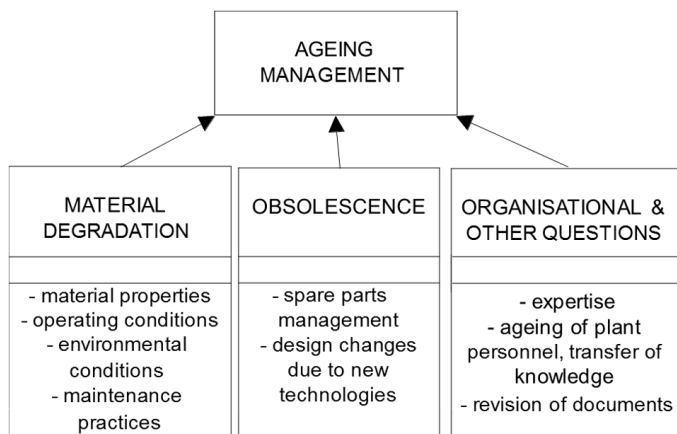 AGEING
MANAGEMENT
MATERIAL
DEGRADATION
- material properties
- operating conditions
- environmental
conditions
- maintenance
practices
OBSOLESCENCE
- spare parts
management
- design changes
due to new
technologies
ORGANISATIONAL &
OTHER QUESTIONS
- expertise
- ageing of plant
personnel, transfer of
knowledge
- revision of documents